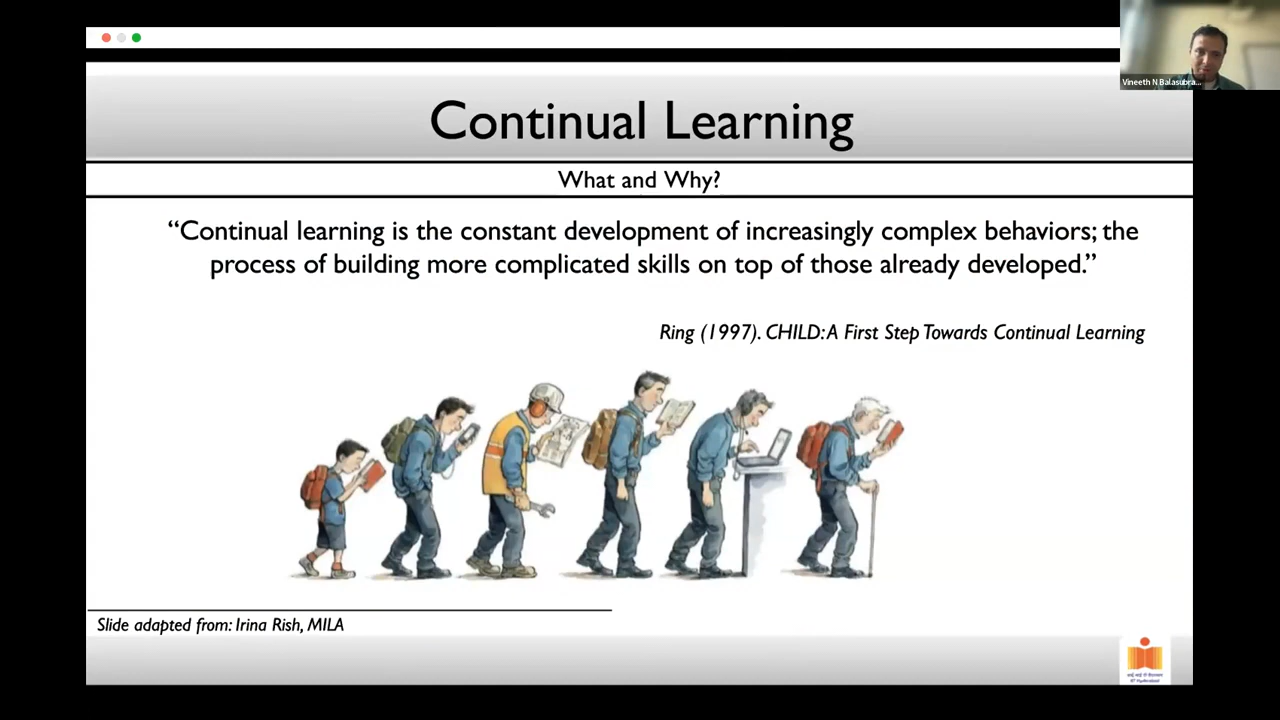 Vineeth N Balasubra...
Continual Learning
What and Why?
“Continual learning is the constant development of increasingly complex behaviors; the
process of building more complicated skills on top of those already developed.”
Ring (1997). CHILD: A First Step Towards Continual Learning
Slide adapted from: Irina Rish, MILA